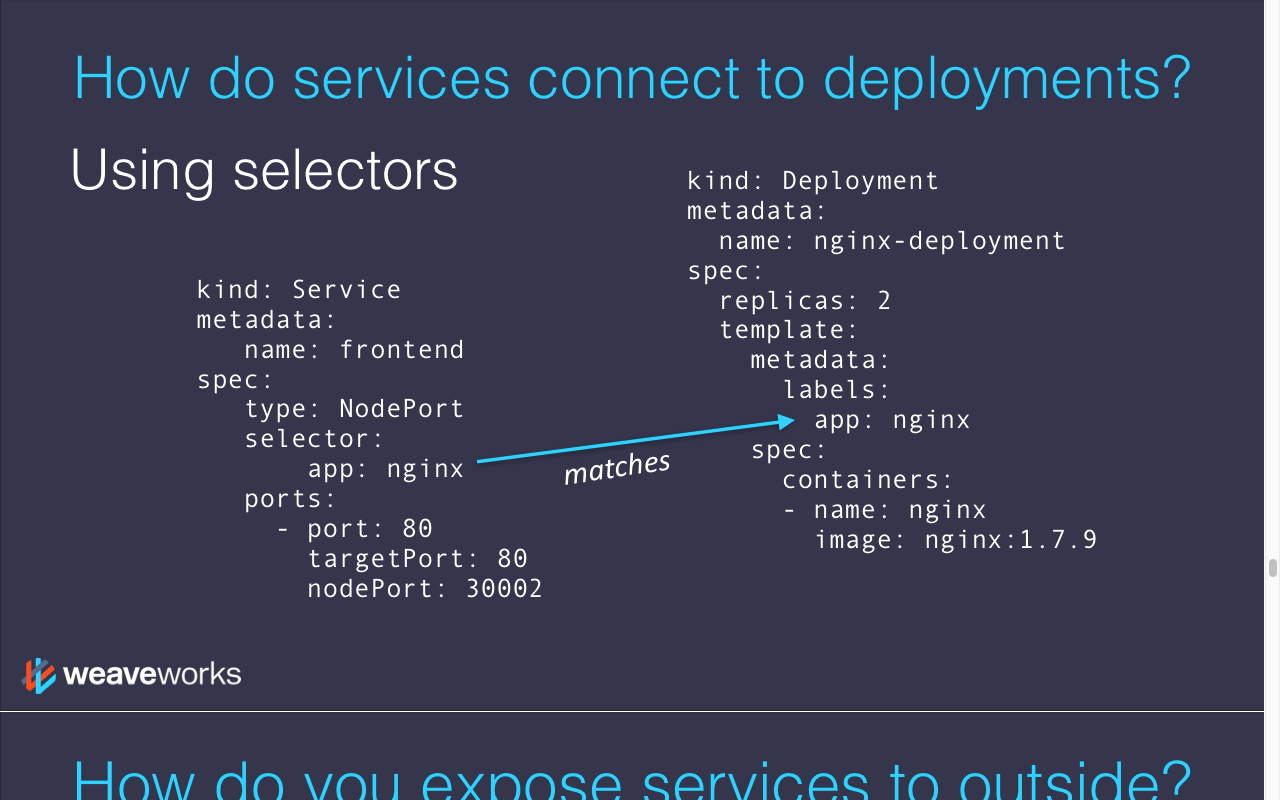 How do services connect to deployments?
Using selectors
kind: Service
metadata:
   name: frontend
spec:
   type: NodePort
   selector:
       app: nginx
   ports:
     - port: 80
       targetPort: 80
       nodePort: 30002
matches
kind: Deployment
metadata:
  name: nginx-deployment
spec:
  replicas: 2
  template:
    metadata:
      labels:
        app: nginx
    spec:
      containers:
      - name: nginx
        image: nginx:1.7.9
weaveworks
How do you expose services to outside?